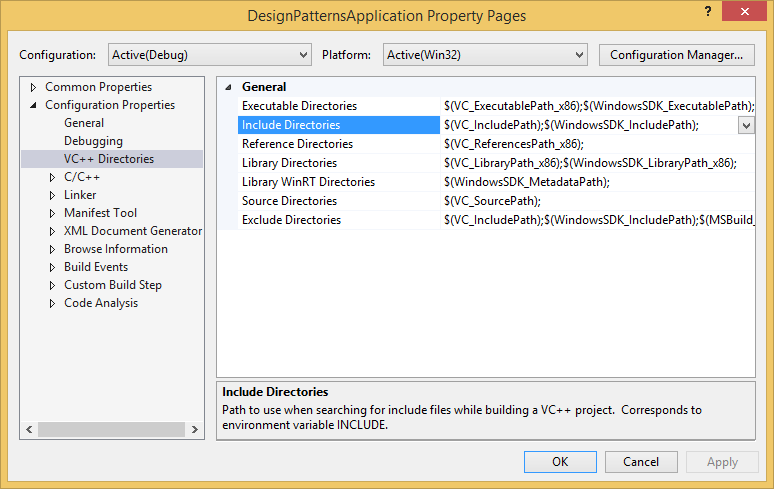 DesignPatternsApplication Property Pages
?
Configuration: Active(Debug) Platform: Active(Win32) Configuration Manager...
Common Properties
Configuration Properties
General
Debugging
VC++ Directories
C/C++
Linker
Manifest Tool
XML Document Generator
Browse Information
Build Events
Custom Build Step
Code Analysis
General
Executable Directories $(VC_ExecutablePath_x86);$(WindowsSDK_ExecutablePath);
Include Directories $(VC_IncludePath);$(WindowsSDK_IncludePath);
Reference Directories $(VC_ReferencesPath_x86);
Library Directories $(VC_LibraryPath_x86);$(WindowsSDK_LibraryPath_x86);
Library WinRT Directories $(WindowsSDK_MetadataPath);
Source Directories $(VC_SourcePath);
Exclude Directories $(VC_IncludePath);$(WindowsSDK_IncludePath);$(MSBuild_
Include Directories
Path to use when searching for include files while building a VC++ project.  Corresponds to
environment variable INCLUDE.
OK Cancel Apply